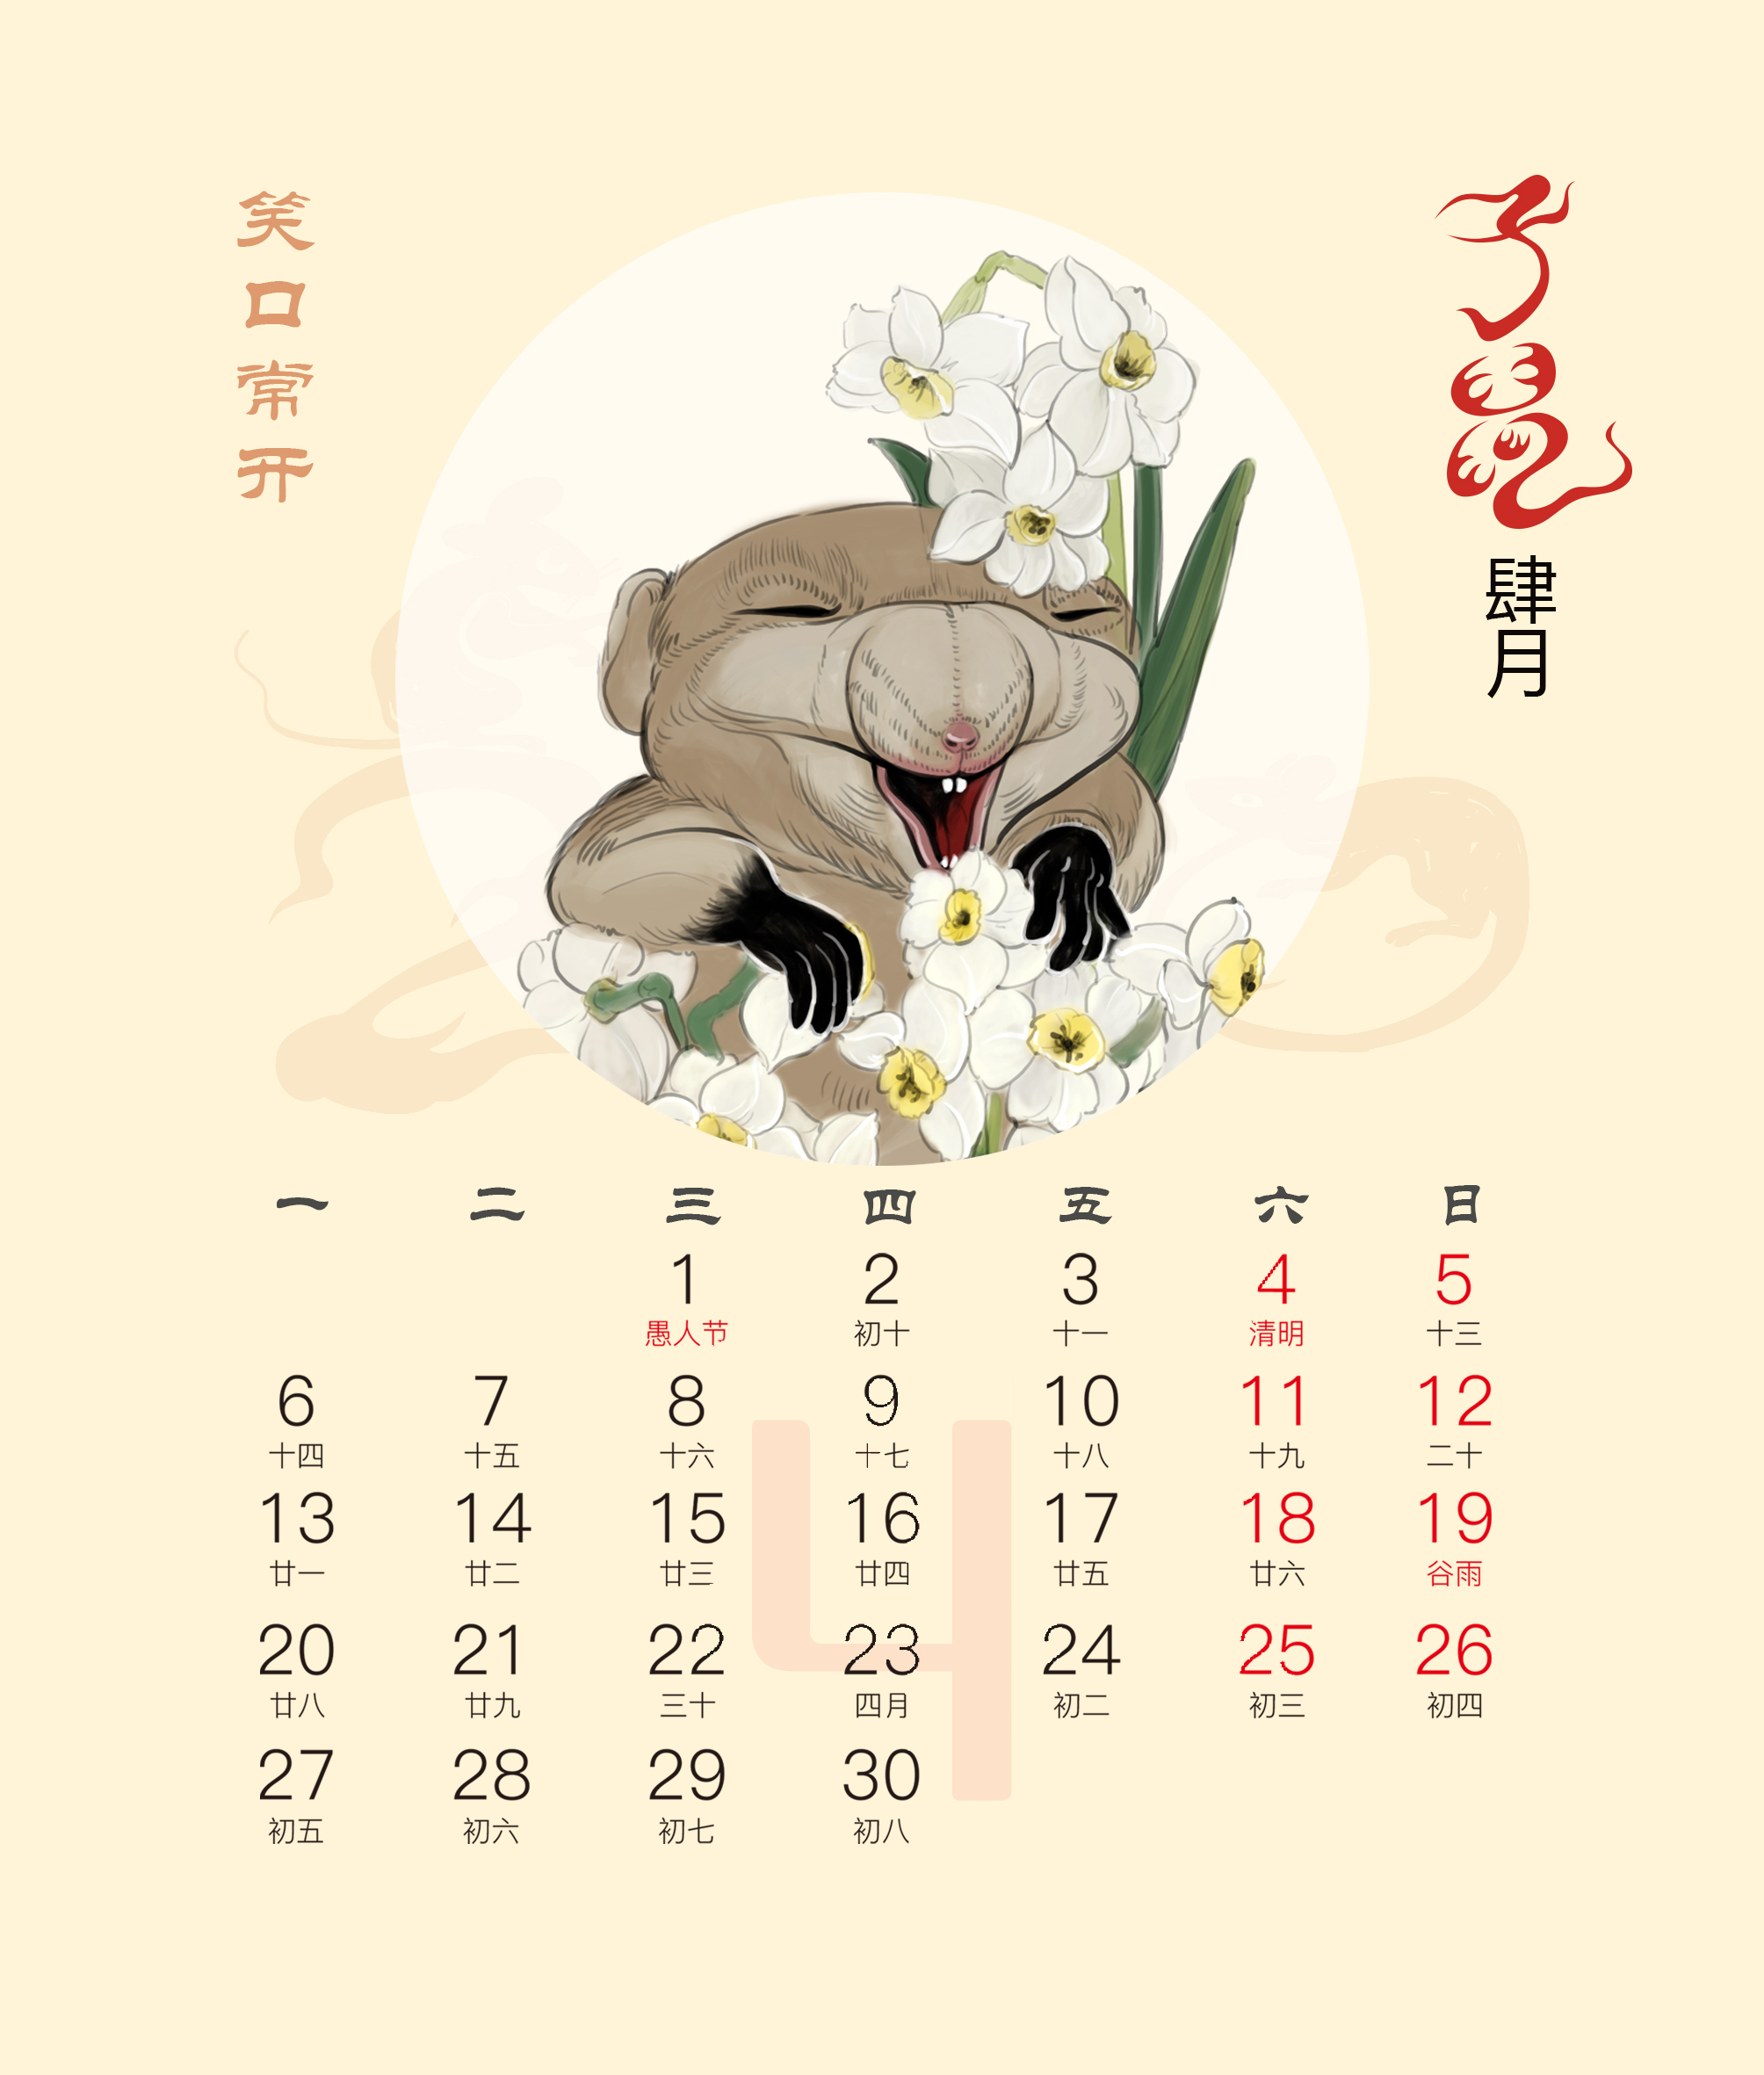 笑口常开
子鼠
肆月
一 二 三 四 五 六 日
1 2 3 4 5
愚人节 初十 十一 清明 十三
6 7 8 9 10 11 12
十四 十五 十六 十七 十八 十九 二十
13 14 15 16 17 18 19
廿一 廿二 廿三 廿四 廿五 廿六 谷雨
20 21 22 23 24 25 26
廿八 廿九 三十 四月 初二 初三 初四
27 28 29 30
初五 初六 初七 初八
4